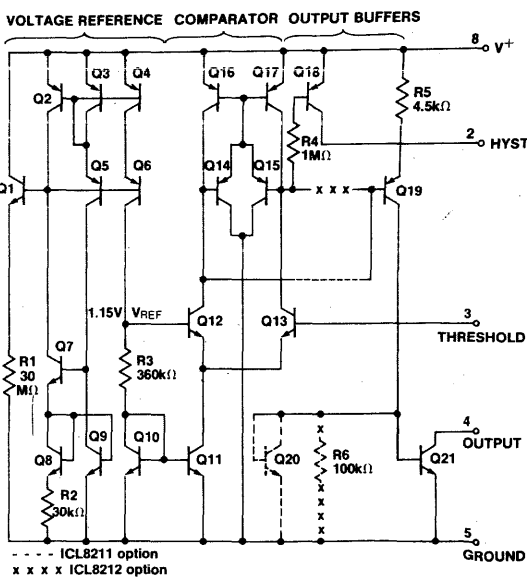 VOLTAGE REFERENCE COMPARATOR OUTPUT BUFFERS
8 V+
Q3 Q4 Q16 Q17 Q18
Q2
R5
4.5kΩ
R4
1MΩ
2
HYST
Q5 Q6 Q14 Q15
Q1
x x x
Q19
1.15V VREF
Q12 Q13
3
THRESHOLD
Q7
R1
30
MΩ
R3
360kΩ
4
OUTPUT
Q8 Q9 Q10 Q11
x
Q20
R6
100kΩ
Q21
R2
30kΩ
x
x
x
x
5
GROUND
- - - - ICL8211 option
x x x x ICL8212 option